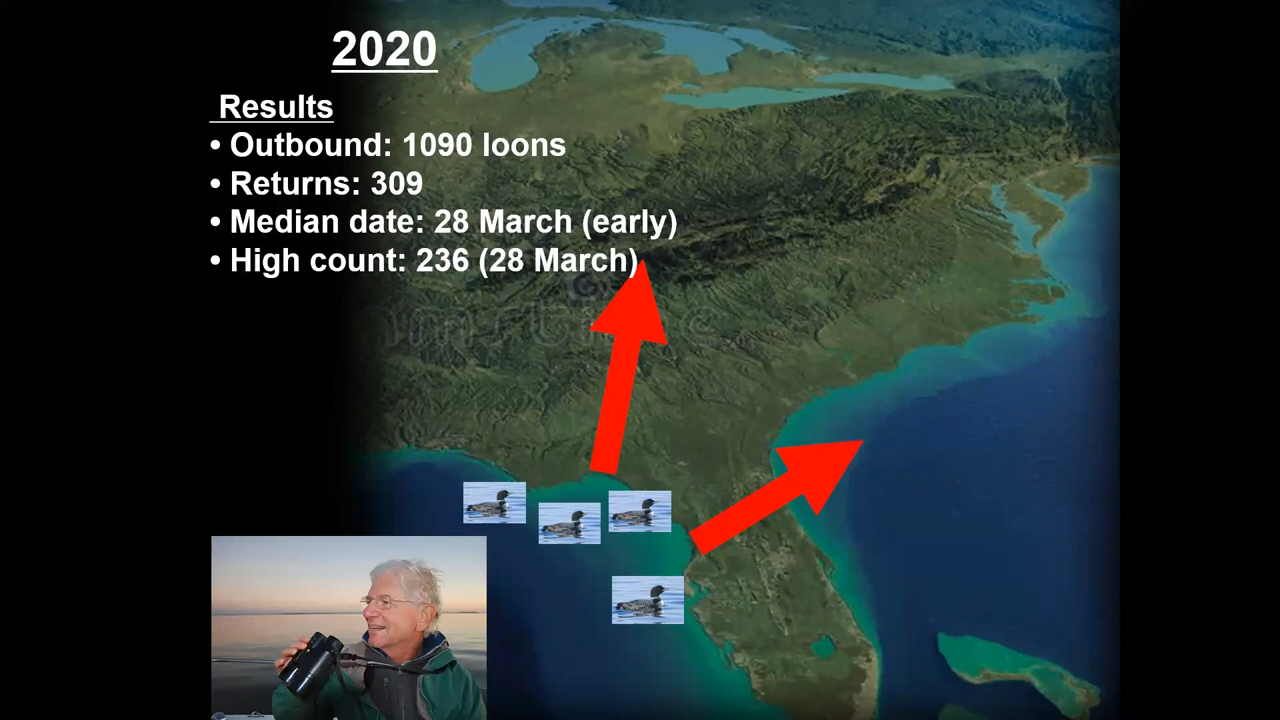 2020
Results
• Outbound: 1090 loons
• Returns: 309
• Median date: 28 March (early)
• High count: 236 (28 March)